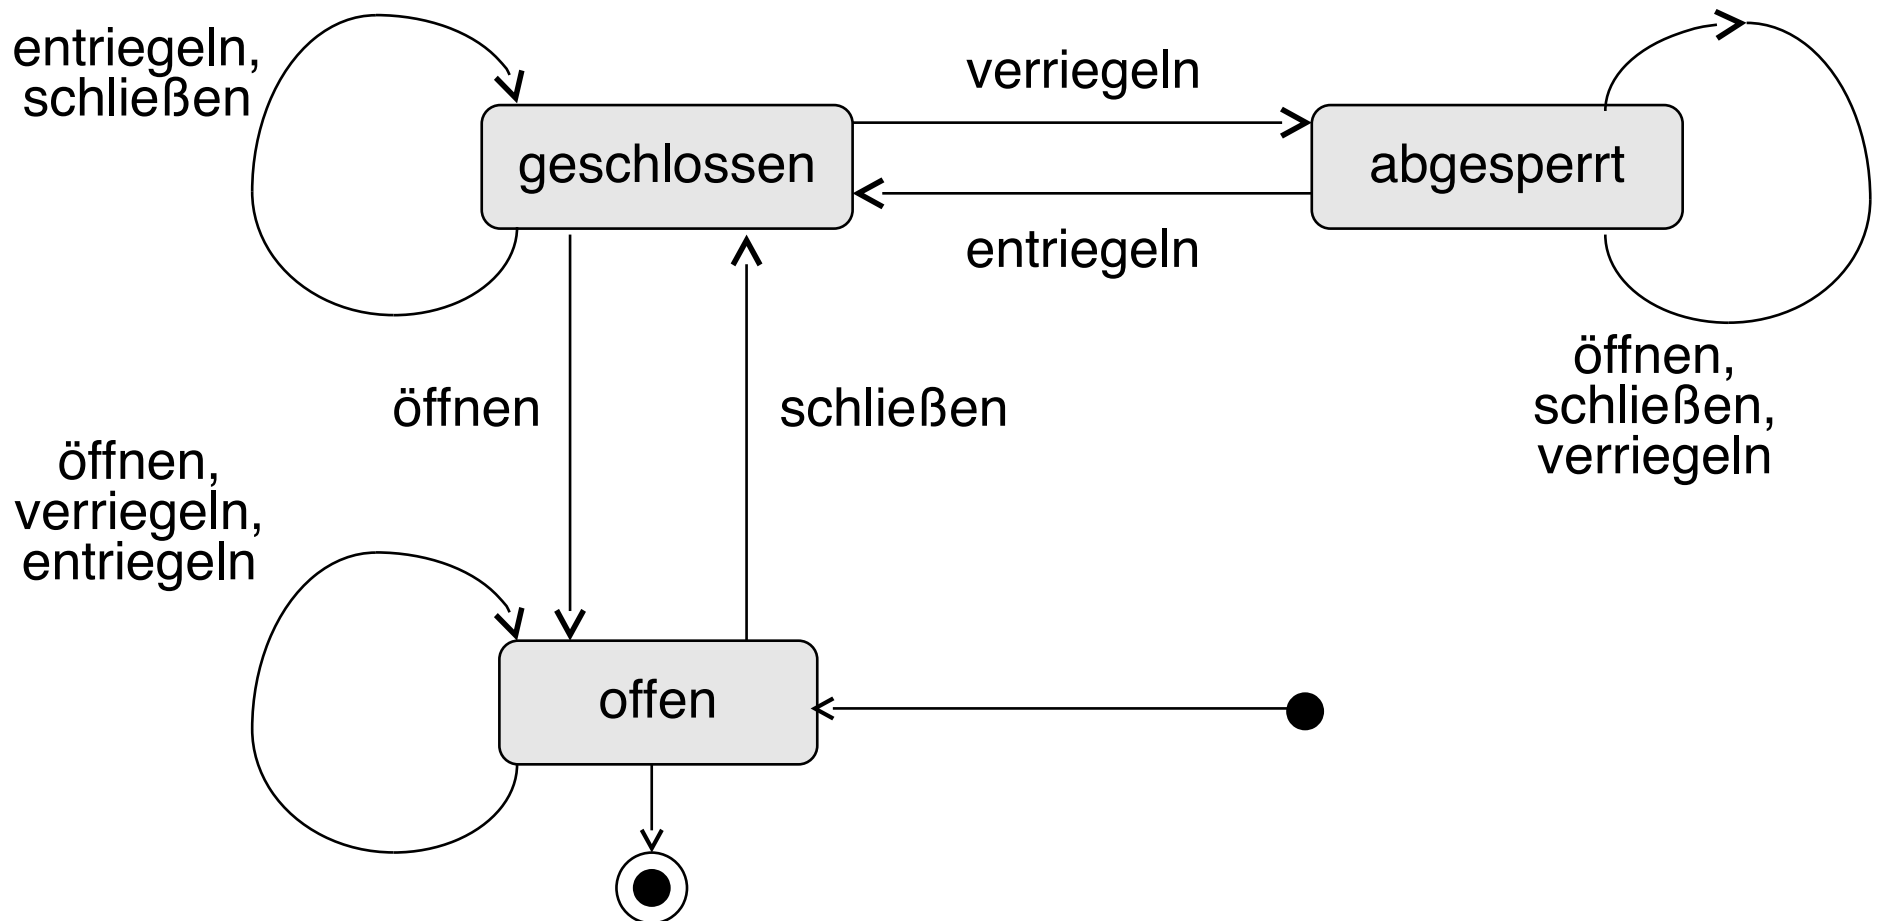 entriegeln,
schließen
verriegeln
geschlossen
abgesperrt
entriegeln
öffnen
schließen
öffnen,
schließen,
verriegeln
öffnen,
verriegeln,
entriegeln
offen